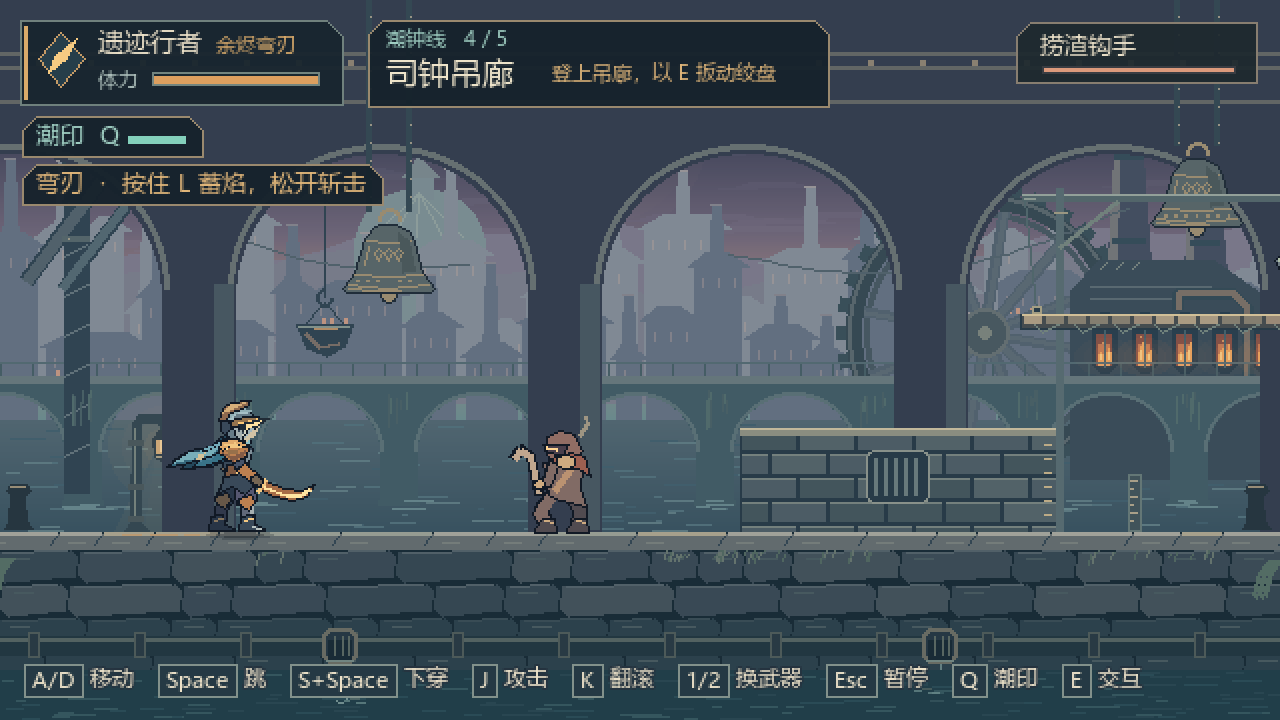 遗迹行者 余烬弯刃
体力
潮钟线 4 / 5
司钟吊廊 登上吊廊，以 E 扳动绞盘
捞渣钩手
潮印 Q
弯刃 · 按住 L 蓄焰，松开斩击
A/D 移动 Space 跳 S+Space 下穿 J 攻击 K 翻滚 1/2 换武器 Esc 暂停 Q 潮印 E 交互